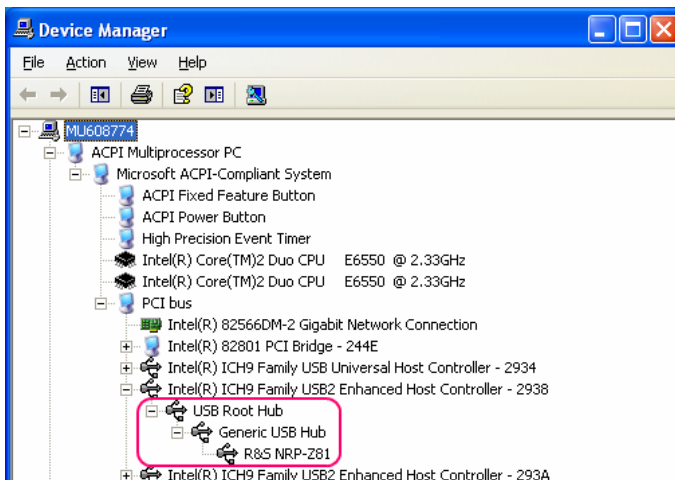 Device Manager
File Action View Help
MU608774
ACPI Multiprocessor PC
Microsoft ACPI-Compliant System
ACPI Fixed Feature Button
ACPI Power Button
High Precision Event Timer
Intel(R) Core(TM)2 Duo CPU E6550 @ 2.33GHz
Intel(R) Core(TM)2 Duo CPU E6550 @ 2.33GHz
PCI bus
Intel(R) 82566DM-2 Gigabit Network Connection
Intel(R) 82801 PCI Bridge - 244E
Intel(R) ICH9 Family USB Universal Host Controller - 2934
Intel(R) ICH9 Family USB2 Enhanced Host Controller - 2938
USB Root Hub
Generic USB Hub
R&S NRP-Z81
Intel(R) ICH9 Family USB2 Enhanced Host Controller - 293A